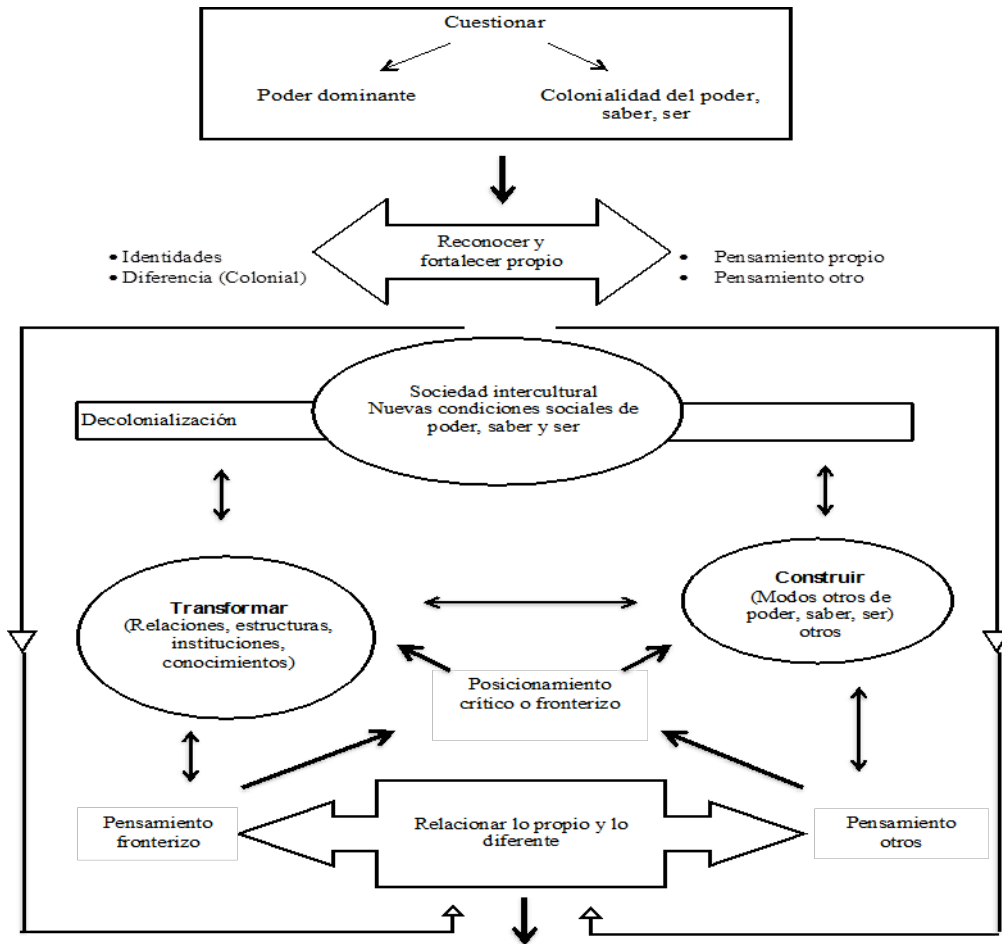 Cuestionar
Poder dominante
Colonialidad del poder,
saber, ser
Reconocer y
fortalecer propio
• Identidades
• Diferencia (Colonial)
• Pensamiento propio
• Pensamiento otro
Sociedad intercultural
Nuevas condiciones sociales de
poder, saber y ser
Decolonialización
Transformar
(Relaciones, estructuras,
instituciones,
conocimientos)
Construir
(Modos otros de
poder, saber, ser)
otros
Posicionamiento
crítico o fronterizo
Pensamiento
fronterizo
Relacionar lo propio y lo
diferente
Pensamiento
otros